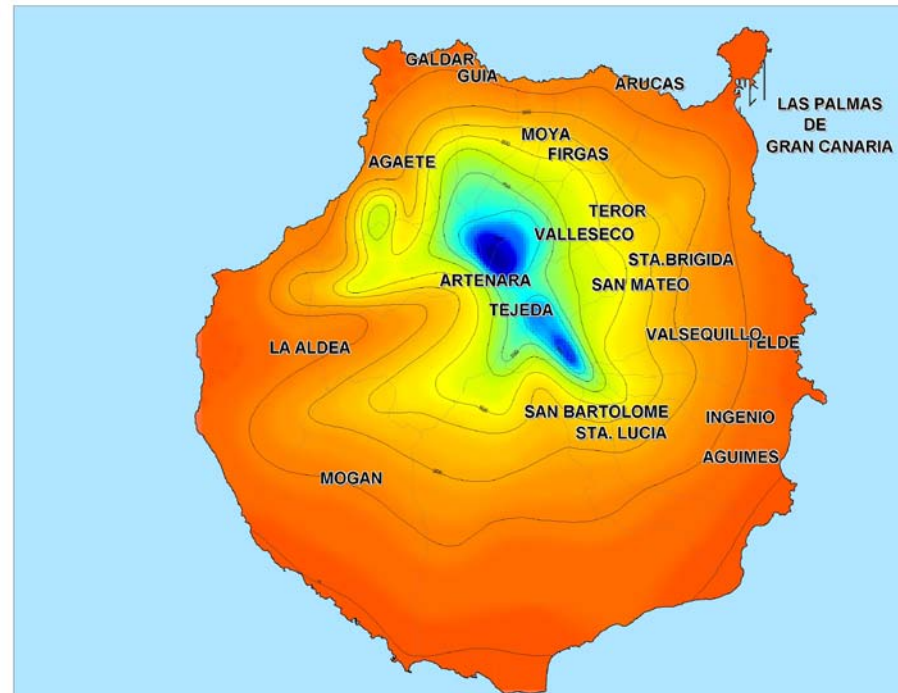 GALDAR
GUIA
ARUCAS
LAS PALMAS
DE
GRAN CANARIA
MOYA
FIRGAS
AGAETE
TEROR
VALLESECO
STA.BRIGIDA
ARTENARA
SAN MATEO
TEJEDA
VALSEQUILLO
TELDE
LA ALDEA
SAN BARTOLOME
INGENIO
STA. LUCIA
AGUIMES
MOGAN